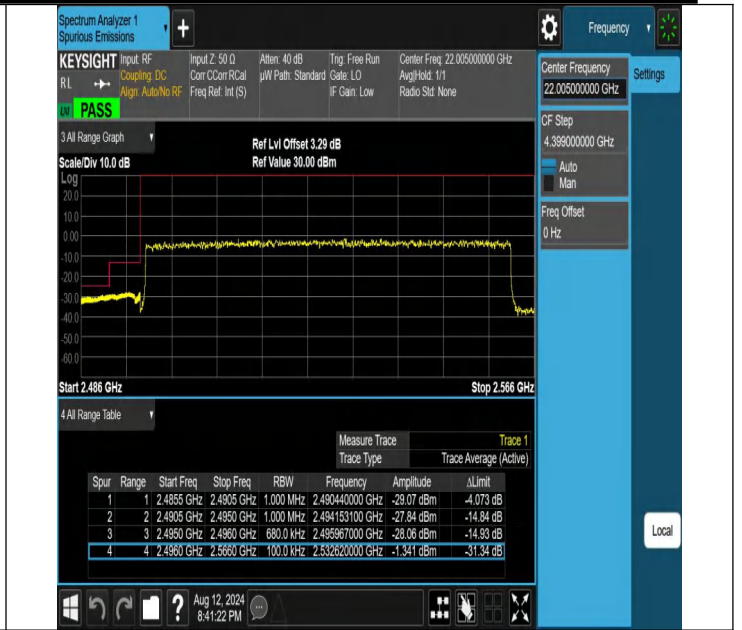 Spectrum Analyzer 1
Spurious Emissions
+
Frequency
KEYSIGHT
RL
PASS
Input: RF
Coupling: DC
Align: Auto/No RF
Input Z: 50 Ω
Corr CCorr RCal
Freq Ref: Int (S)
Atten: 40 dB
µW Path: Standard
Trig: Free Run
Gate: LO
IF Gain: Low
Center Freq: 22.005000000 GHz
Avg|Hold: 1/1
Radio Std: None
Center Frequency
22.005000000 GHz
Settings
CF Step
4.399000000 GHz
Auto
Man
Freq Offset
0 Hz
3 All Range Graph
Scale/Div 10.0 dB
Ref Lvl Offset 3.29 dB
Ref Value 30.00 dBm
Log
20.0
10.0
0.00
-10.0
-20.0
-30.0
-40.0
-50.0
-60.0
Start 2.486 GHz
Stop 2.566 GHz
4 All Range Table
Measure Trace Trace 1
Trace Type Trace Average (Active)
Spur Range Start Freq Stop Freq RBW Frequency Amplitude ΔLimit
1 1 2.4855 GHz 2.4905 GHz 1.000 MHz 2.490440000 GHz -29.07 dBm -4.073 dB
2 2 2.4905 GHz 2.4950 GHz 1.000 MHz 2.494153100 GHz -27.84 dBm -14.84 dB
3 3 2.4950 GHz 2.4960 GHz 680.0 kHz 2.495967000 GHz -28.06 dBm -14.93 dB
4 4 2.4960 GHz 2.5660 GHz 100.0 kHz 2.532620000 GHz -1.341 dBm -31.34 dB
Local
?
Aug 12, 2024
8:41:22 PM